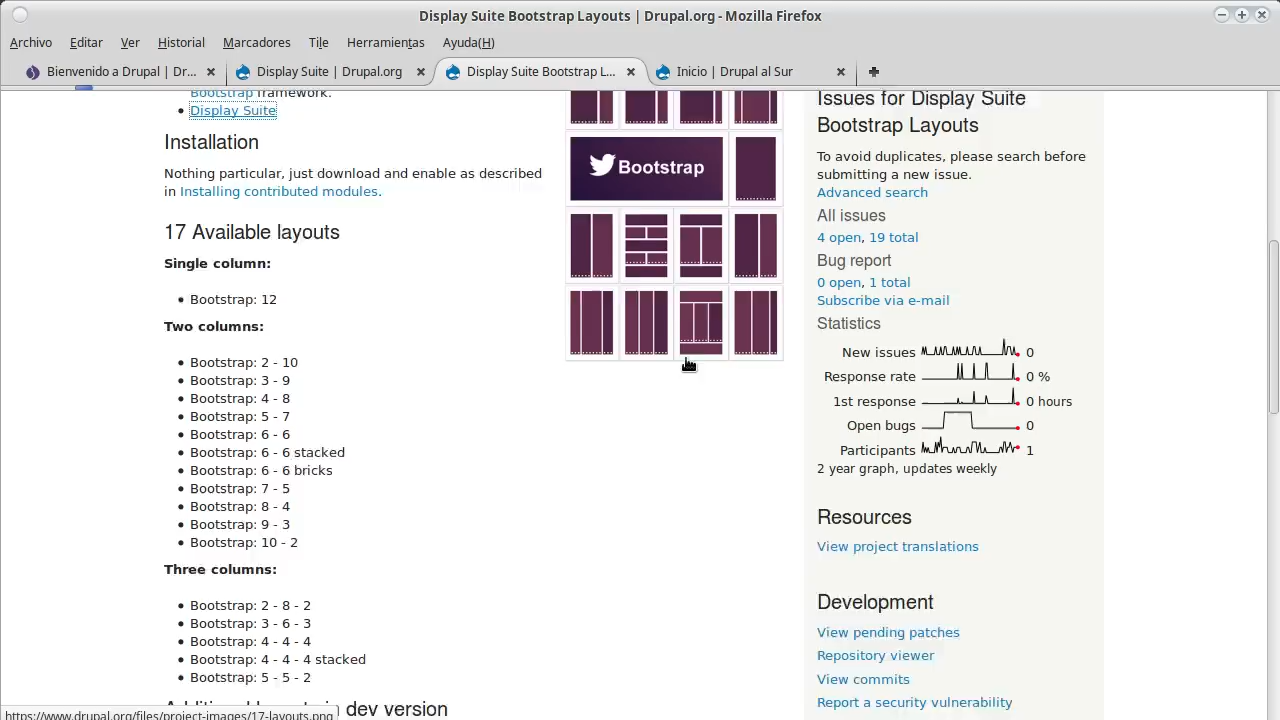 Display Suite Bootstrap Layouts | Drupal.org - Mozilla Firefox
Archivo Editar Ver Historial Marcadores Tile Herramientas Ayuda(H)
Bienvenido a Drupal | Dr... Display Suite | Drupal.org Display Suite Bootstrap L... Inicio | Drupal al Sur
Bootstrap framework.
Display Suite
Installation
Nothing particular, just download and enable as described
in Installing contributed modules.
17 Available layouts
Single column:
Bootstrap: 12
Two columns:
Bootstrap: 2 - 10
Bootstrap: 3 - 9
Bootstrap: 4 - 8
Bootstrap: 5 - 7
Bootstrap: 6 - 6
Bootstrap: 6 - 6 stacked
Bootstrap: 6 - 6 bricks
Bootstrap: 7 - 5
Bootstrap: 8 - 4
Bootstrap: 9 - 3
Bootstrap: 10 - 2
Three columns:
Bootstrap: 2 - 8 - 2
Bootstrap: 3 - 6 - 3
Bootstrap: 4 - 4 - 4
Bootstrap: 4 - 4 - 4 stacked
Bootstrap: 5 - 5 - 2
dev version
https://www.drupal.org/files/project-images/17-layouts.png
Bootstrap
Issues for Display Suite
Bootstrap Layouts
To avoid duplicates, please search before
submitting a new issue.
Advanced search
All issues
4 open, 19 total
Bug report
0 open, 1 total
Subscribe via e-mail
Statistics
New issues 0
Response rate 0 %
1st response 0 hours
Open bugs 0
Participants 1
2 year graph, updates weekly
Resources
View project translations
Development
View pending patches
Repository viewer
View commits
Report a security vulnerability